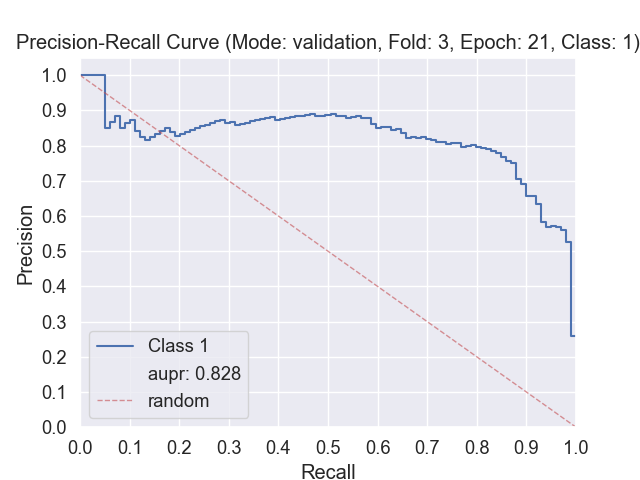 Precision-Recall Curve (Mode: validation, Fold: 3, Epoch: 21, Class: 1)
1.0
0.9
0.8
0.7
0.6
0.5
0.4
0.3
0.2
0.1
0.0
Precision
Class 1
aupr: 0.828
random
0.0 0.1 0.2 0.3 0.4 0.5 0.6 0.7 0.8 0.9 1.0
Recall